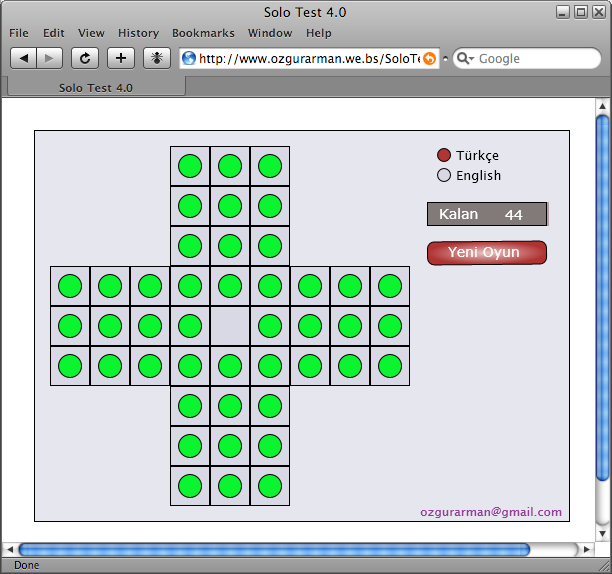 Solo Test 4.0
File Edit View History Bookmarks Window Help
http://www.ozgurarman.we.bs/SoloTe
Google
Solo Test 4.0
Türkçe
English
Kalan 44
Yeni Oyun
ozgurarman@gmail.com
Done